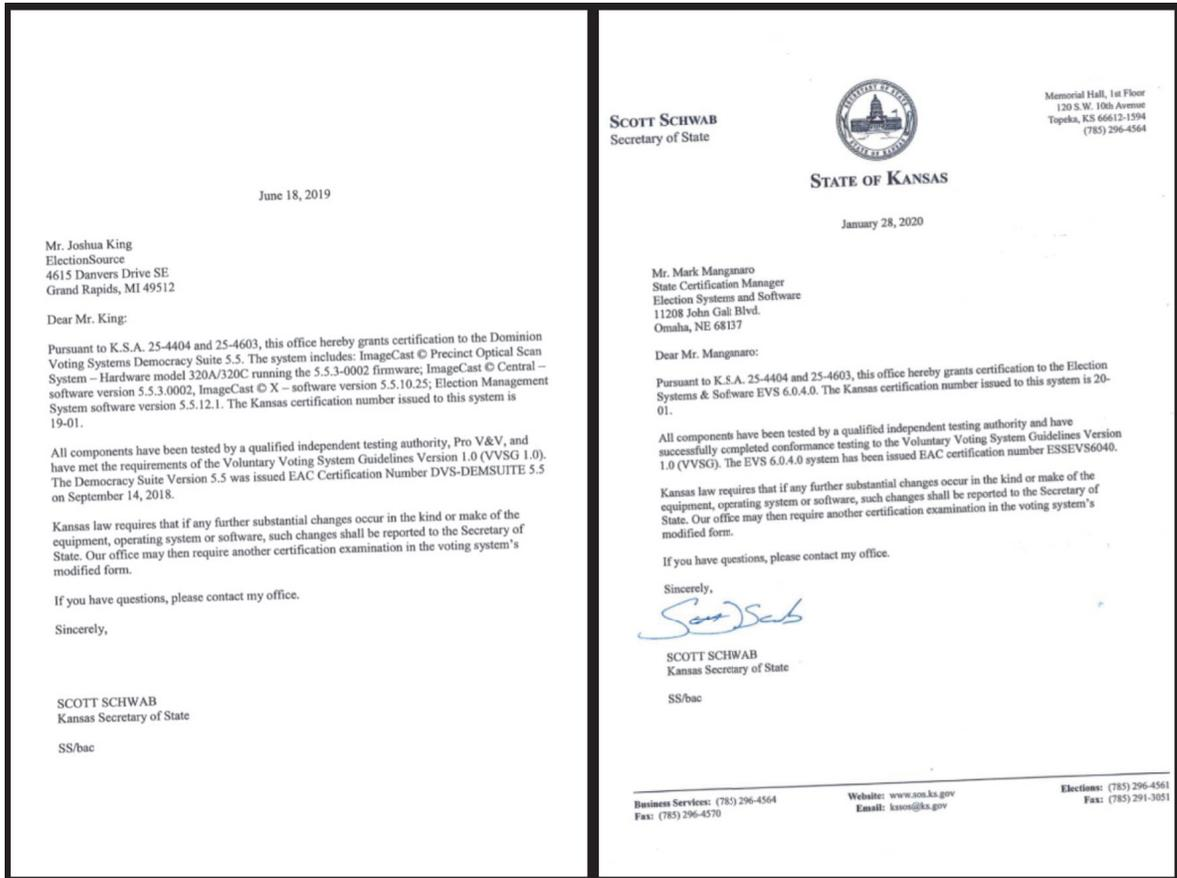 June 18, 2019
Mr. Joshua King
ElectionSource
4615 Danvers Drive SE
Grand Rapids, MI 49512
Dear Mr. King:
Pursuant to K.S.A. 25-4404 and 25-4603, this office hereby grants certification to the Dominion
Voting Systems Democracy Suite 5.5. The system includes: ImageCast © Precinct Optical Scan
System – Hardware model 320A/320C running the 5.5.3-0002 firmware; ImageCast © Central –
software version 5.5.3.0002, ImageCast © X – software version 5.5.10.25; Election Management
System software version 5.5.12.1. The Kansas certification number issued to this system is
19-01.
All components have been tested by a qualified independent testing authority, Pro V&V, and
have met the requirements of the Voluntary Voting System Guidelines Version 1.0 (VVSG 1.0).
The Democracy Suite Version 5.5 was issued EAC Certification Number DVS-DEMSUITE 5.5
on September 14, 2018.
Kansas law requires that if any further substantial changes occur in the kind or make of the
equipment, operating system or software, such changes shall be reported to the Secretary of
State. Our office may then require another certification examination in the voting system's
modified form.
If you have questions, please contact my office.
Sincerely,
SCOTT SCHWAB
Kansas Secretary of State
SS/bac
SCOTT SCHWAB
Secretary of State
SECRETARY OF STATE
STATE OF KANSAS
Memorial Hall, 1st Floor
120 S.W. 10th Avenue
Topeka, KS 66612-1594
(785) 296-4564
STATE OF KANSAS
January 28, 2020
Mr. Mark Manganaro
State Certification Manager
Election Systems and Software
11208 John Galt Blvd.
Omaha, NE 68137
Dear Mr. Manganaro:
Pursuant to K.S.A. 25-4404 and 25-4603, this office hereby grants certification to the Election
Systems & Software EVS 6.0.4.0. The Kansas certification number issued to this system is 20-
01.
All components have been tested by a qualified independent testing authority and have
successfully completed conformance testing to the Voluntary Voting System Guidelines Version
1.0 (VVSG). The EVS 6.0.4.0 system has been issued EAC certification number ESSEVS6040.
Kansas law requires that if any further substantial changes occur in the kind or make of the
equipment, operating system or software, such changes shall be reported to the Secretary of
State. Our office may then require another certification examination in the voting system's
modified form.
If you have questions, please contact my office.
Sincerely,
SCOTT SCHWAB
Kansas Secretary of State
SS/bac
Business Services: (785) 296-4564
Fax: (785) 296-4570
Website: www.sos.ks.gov
Email: kssos@ks.gov
Elections: (785) 296-4561
Fax: (785) 291-3051